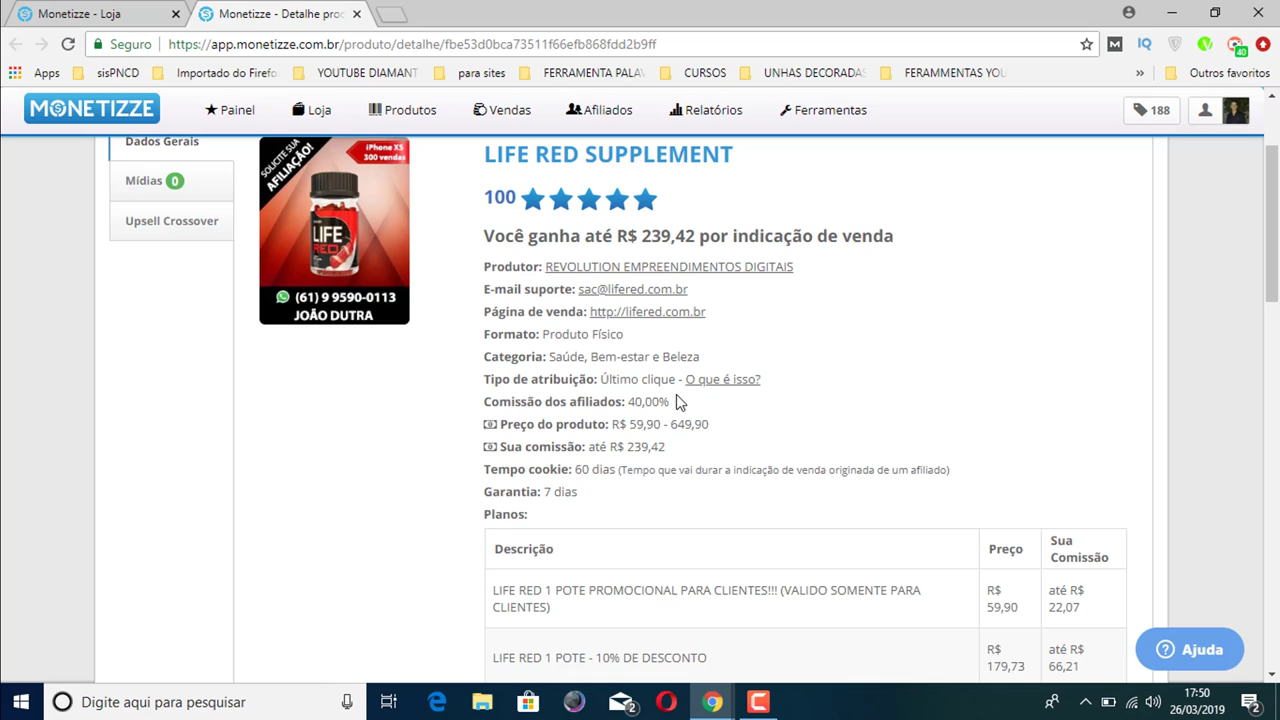 Monetizze - Loja
Monetizze - Detalhe pro
Seguro
https://app.monetizze.com.br/produto/detalhe/fbe53d0bca73511f66efb868fdd2b9ff
40
Apps
sisPNCD
Importado do Firefo
YOUTUBE DIAMANT
para sites
FERRAMENTA PALA
CURSOS
UNHAS DECORADAS
FERAMMENTAS YOU
»
Outros favoritos
MONETIZZE
Painel
Loja
Produtos
Vendas
Afiliados
Relatórios
Ferramentas
188
Dados Gerais
Mídias 0
Upsell Crossover
SOLICITE SUA
AFILIAÇÃO!
iPhone XS
300 vendas
LIFE
RED
(61) 9 9590-0113
JOÃO DUTRA
LIFE RED SUPPLEMENT
100
Você ganha até R$ 239,42 por indicação de venda
Produtor: REVOLUTION EMPREENDIMENTOS DIGITAIS
E-mail suporte: sac@lifered.com.br
Página de venda: http://lifered.com.br
Formato: Produto Físico
Categoria: Saúde, Bem-estar e Beleza
Tipo de atribuição: Último clique - O que é isso?
Comissão dos afiliados: 40,00%
Preço do produto: R$ 59,90 - 649,90
Sua comissão: até R$ 239,42
Tempo cookie: 60 dias (Tempo que vai durar a indicação de venda originada de um afiliado)
Garantia: 7 dias
Planos:
Descrição
Preço
Sua
Comissão
LIFE RED 1 POTE PROMOCIONAL PARA CLIENTES!!! (VALIDO SOMENTE PARA
CLIENTES)
R$
59,90
até R$
22,07
LIFE RED 1 POTE - 10% DE DESCONTO
R$
179,73
até R$
66,21
Ajuda
Digite aqui para pesquisar
2
17:50
26/03/2019
2